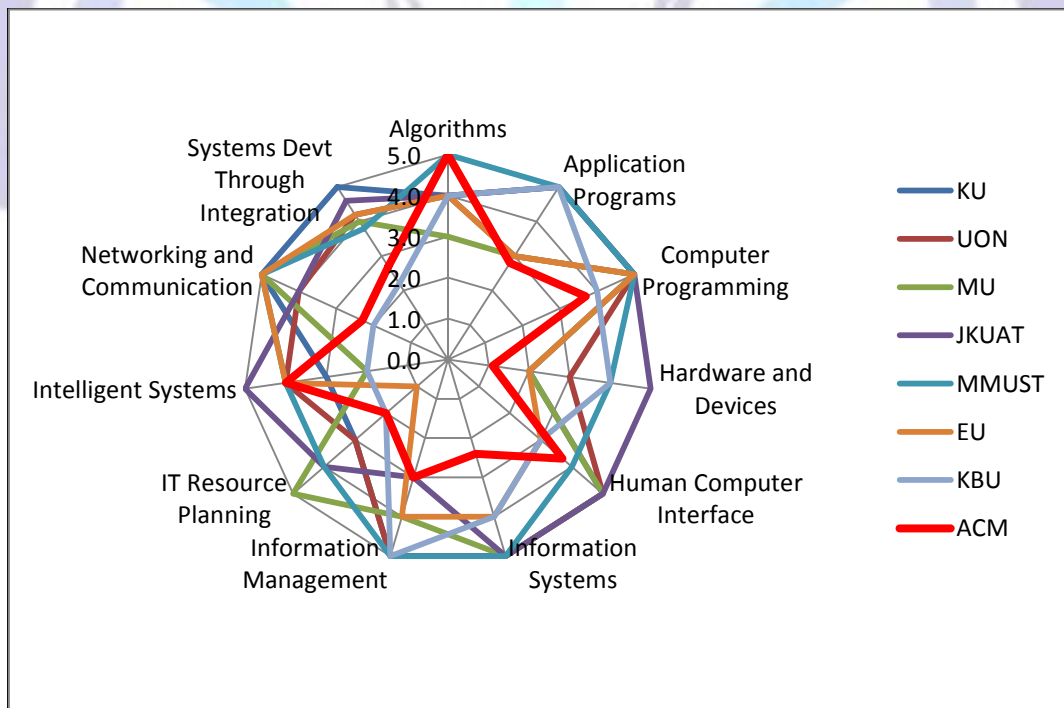 Algorithms
5.0
4.0
3.0
2.0
1.0
0.0
Application
Programs
Computer
Programming
Hardware and
Devices
Human Computer
Interface
Information
Systems
Information
Management
IT Resource
Planning
Intelligent Systems
Networking and
Communication
Systems Devt
Through
Integration
KU
UON
MU
JKUAT
MMUST
EU
KBU
ACM